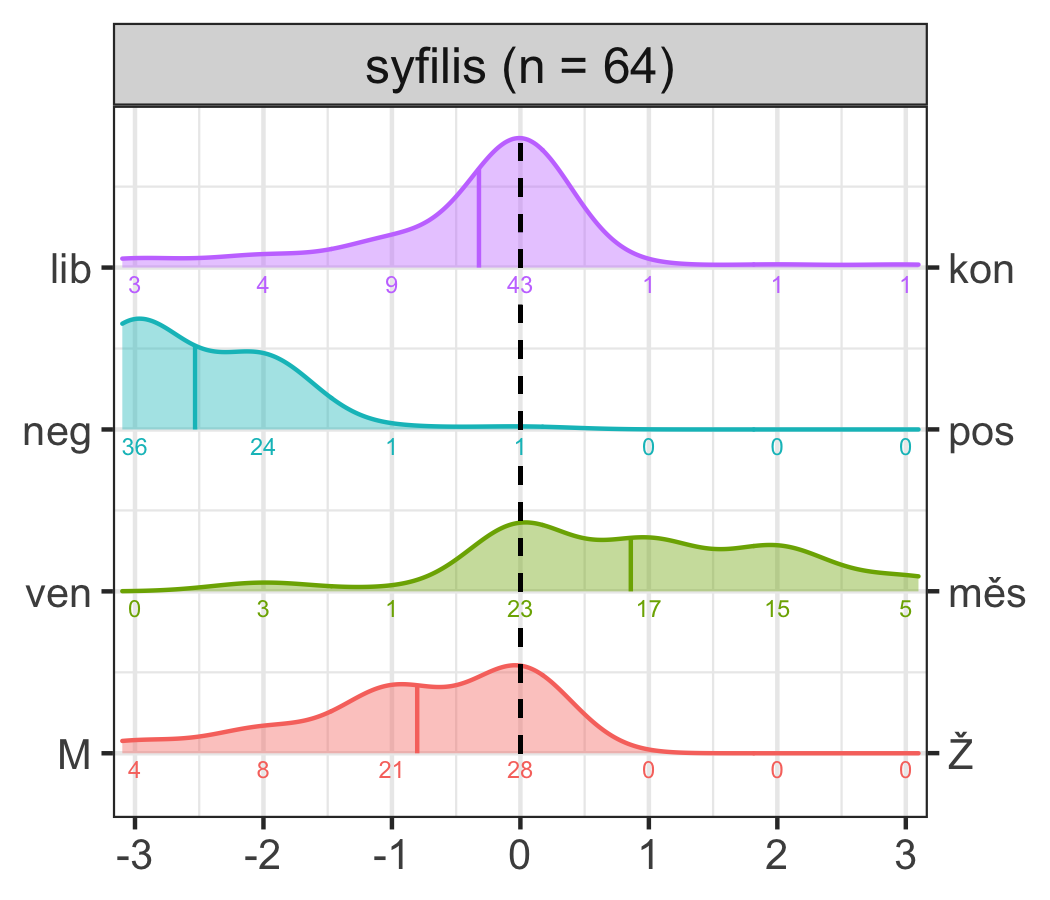 syfilis (n = 64)
lib kon
3 4 9 43 1 1 1
neg pos
36 24 1 1 0 0 0
ven měs
0 3 1 23 17 15 5
M Ž
4 8 21 28 0 0 0
-3 -2 -1 0 1 2 3